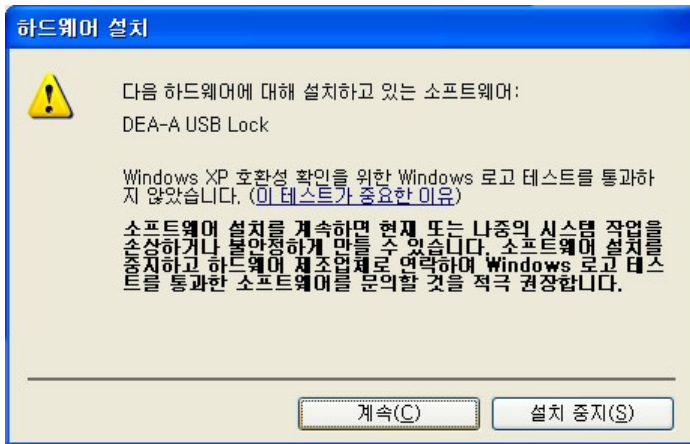 하드웨어 설치
다음 하드웨어에 대해 설치하고 있는 소프트웨어:
DEA-A USB Lock
Windows XP 호환성 확인을 위한 Windows 로고 테스트를 통과하
지 않았습니다. (이 테스트가 중요한 이유)
소프트웨어 설치를 계속하면 현재 또는 나중의 시스템 작업을
손상하거나 불안정하게 만들 수 있습니다. 소프트웨어 설치를
중지하고 하드웨어 제조업체로 연락하여 Windows 로고 테스
트를 통과한 소프트웨어를 문의할 것을 적극 권장합니다.
계속(C)
설치 중지(S)